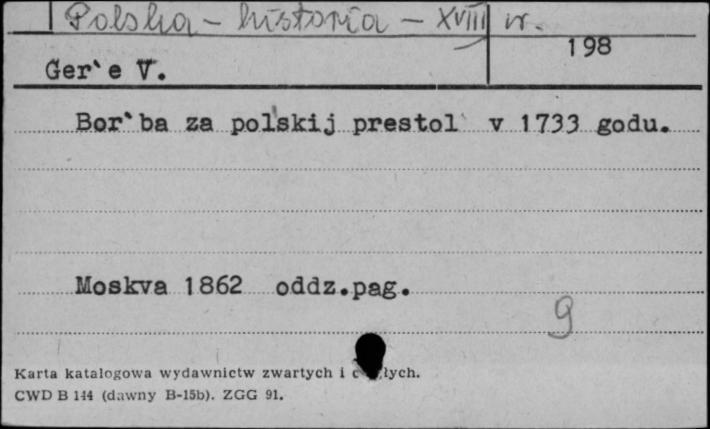 Polska - historia - XVIII w.
198
Ger`e V.
Bor`ba za pol'skij prestol' v 1733 godu.
Moskva 1862 oddz.pag.
9
Karta katalogowa wydawnictw zwartych i łych.
CWD B 144 (dawny B-15b). ZGG 91.